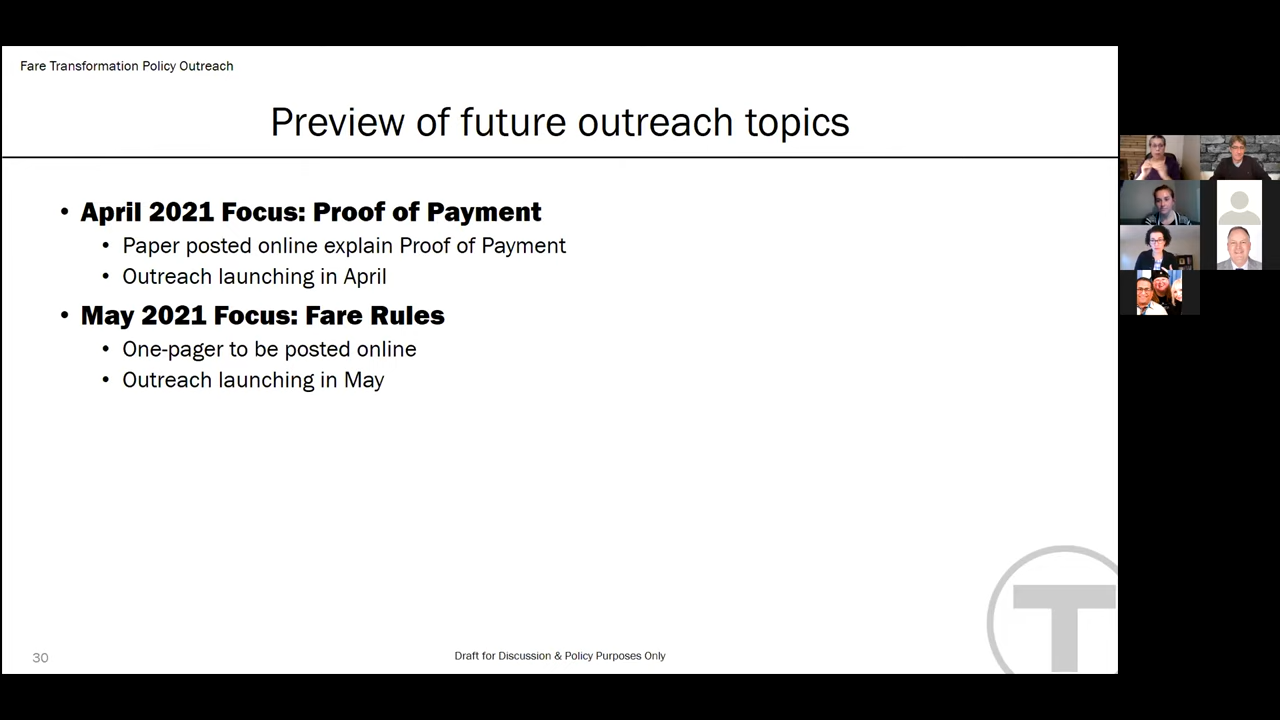 Fare Transformation Policy Outreach
Preview of future outreach topics
• April 2021 Focus: Proof of Payment
• Paper posted online explain Proof of Payment
• Outreach launching in April
• May 2021 Focus: Fare Rules
• One-pager to be posted online
• Outreach launching in May
T
30
Draft for Discussion & Policy Purposes Only